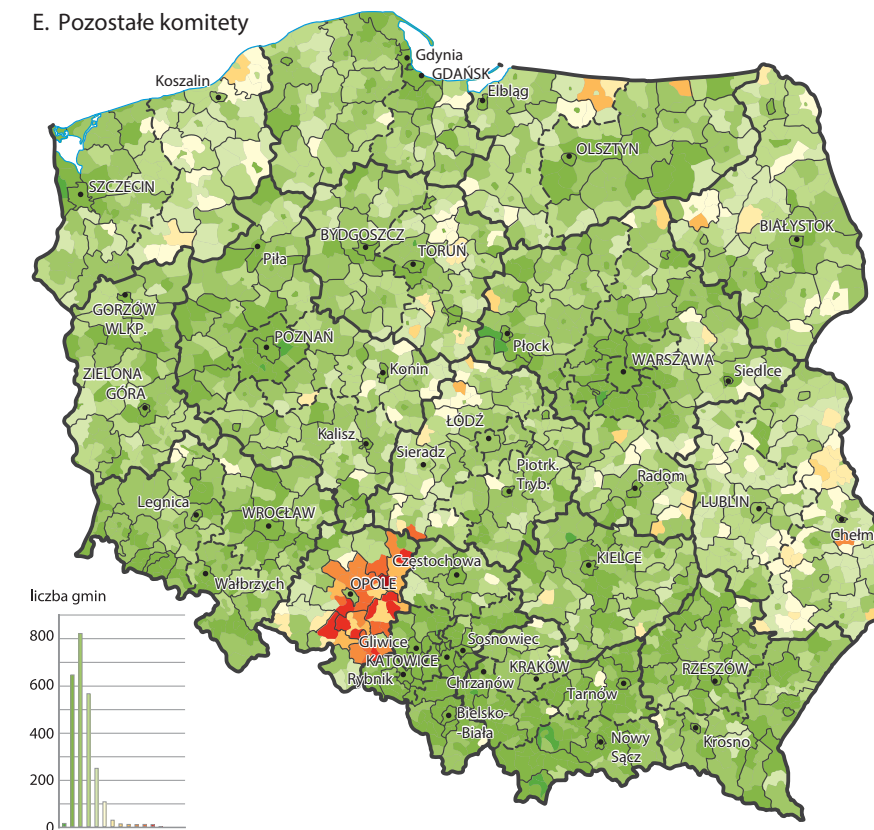 E. Pozostałe komitety
Gdynia
GDAŃSK
Koszalin
Elbląg
OLSZTYN
SZCZECIN
BIAŁYSTOK
BYDGOSZCZ
TORUŃ
Piła
GORZÓW
WLKP.
POZNAŃ
Płock
WARSZAWA
Siedlce
Konin
ZIELONA
GÓRA
ŁÓDŹ
Kalisz
Sieradz
Piotrk.
Tryb.
Radom
LUBLIN
Legnica
WROCŁAW
Chełm
Częstochowa
KIELCE
OPOLE
Wałbrzych
liczba gmin
800
600
400
200
0
Gliwice
Sosnowiec
KATOWICE
KRAKÓW
RZESZÓW
Rybnik
Chrzanów
Tarnów
Bielsko-
-Biała
Nowy
Sącz
Krosno